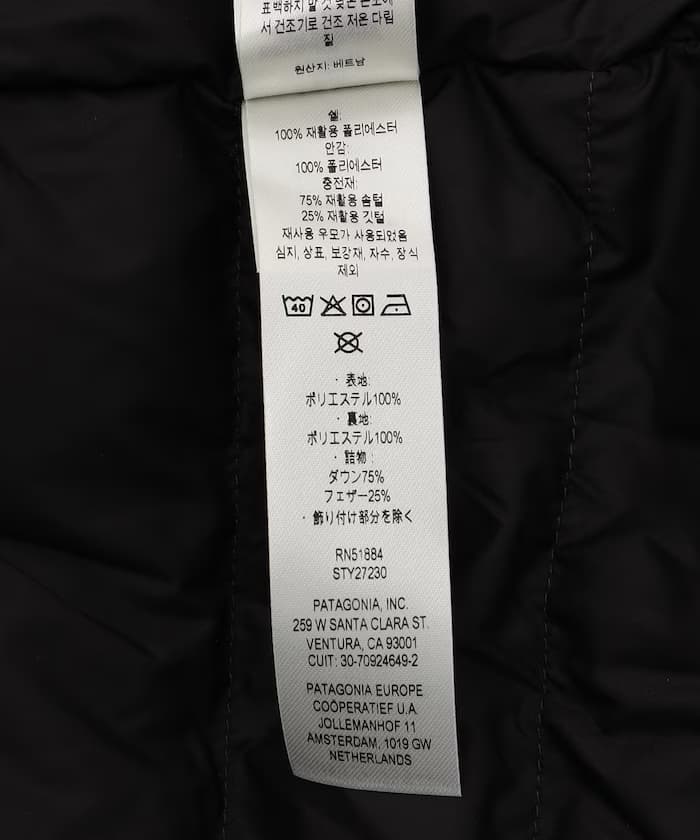 표백하지 말 것 낮은 온도에
서 건조기로 건조 저온 다림
질
원산지: 베트남
쉘:
100% 재활용 폴리에스터
안감:
100% 폴리에스터
충전재:
75% 재활용 솜털
25% 재활용 깃털
재사용 우모가 사용되었음
심지, 상표, 보강재, 자수, 장식
제외
40
・表地:
ポリエステル100%
・裏地:
ポリエステル100%
・詰物:
ダウン75%
フェザー25%
・飾り付け部分を除く
RN51884
STY27230
PATAGONIA, INC.
259 W SANTA CLARA ST.
VENTURA, CA 93001
CUIT: 30-70924649-2
PATAGONIA EUROPE
COÖPERATIEF U.A.
JOLLEMANHOF 11
AMSTERDAM, 1019 GW
NETHERLANDS